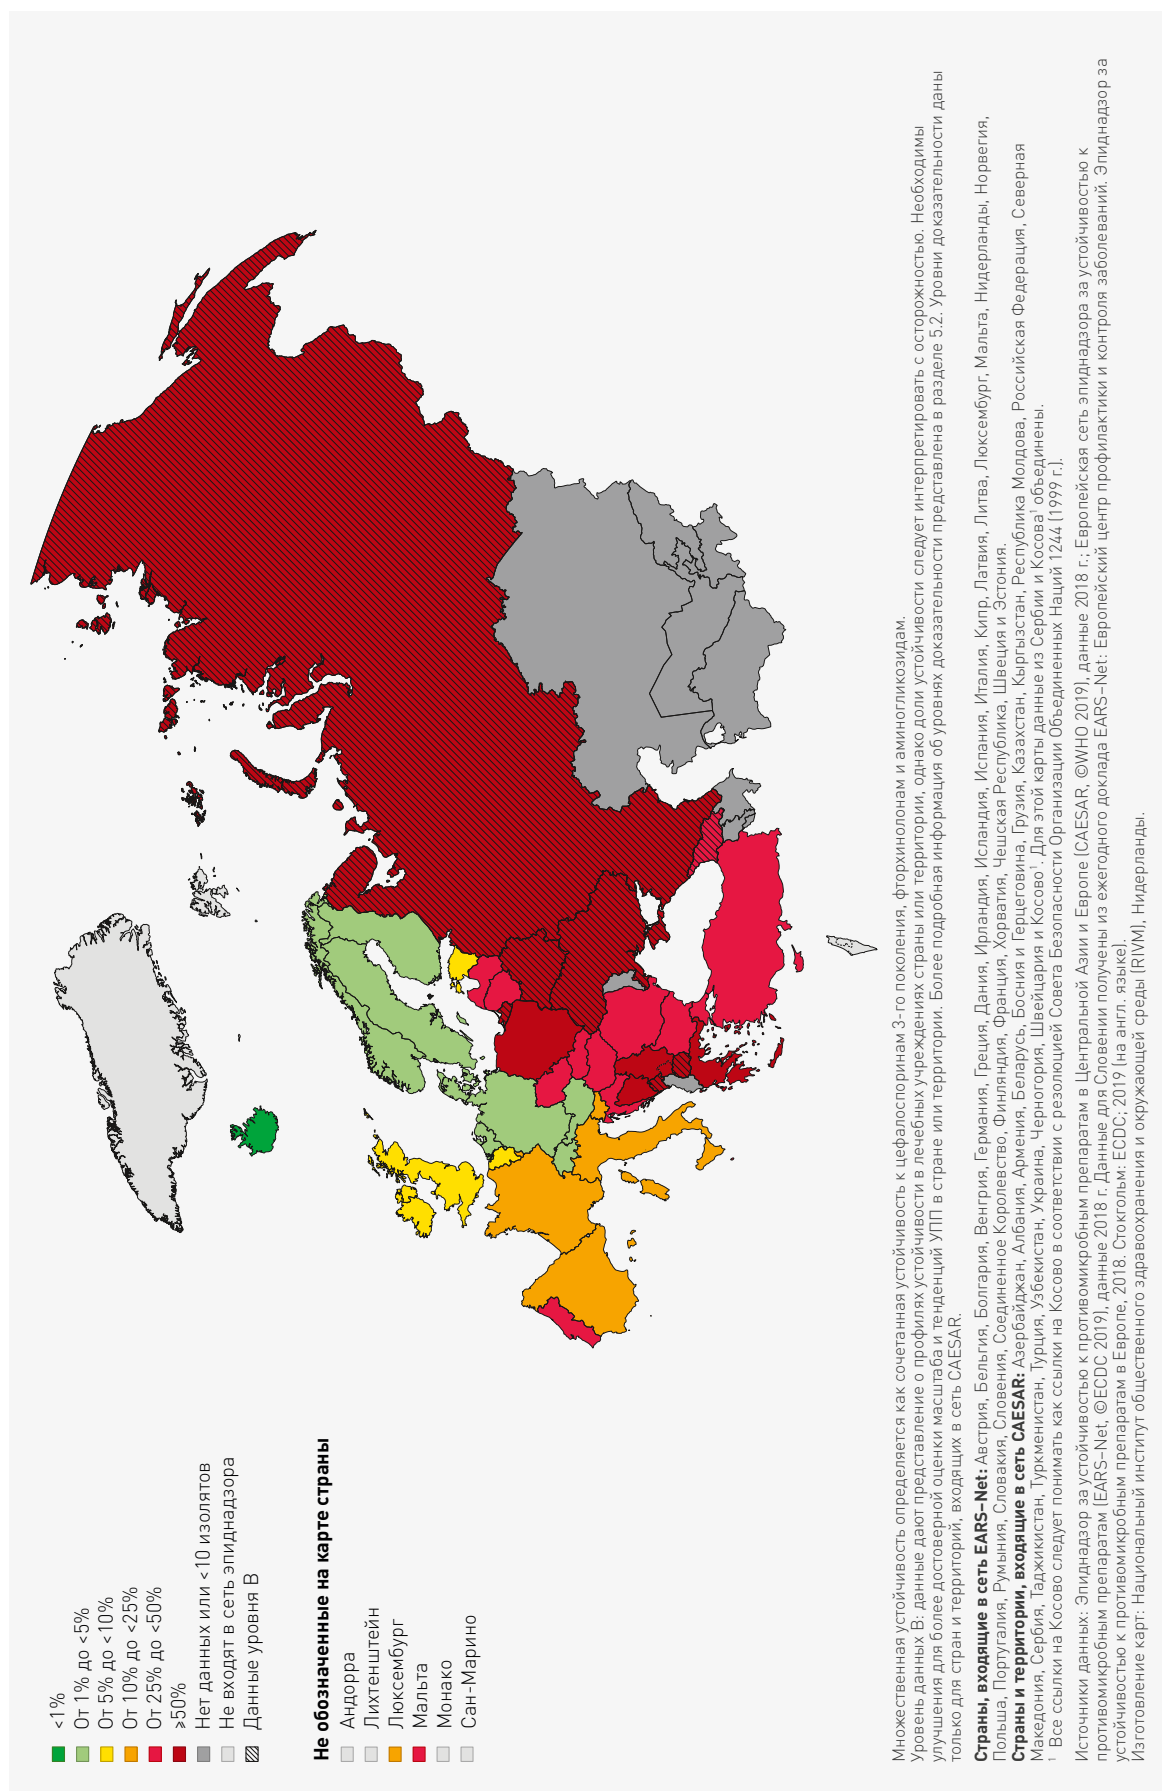 <1%
От 1% до <5%
От 5% до <10%
От 10% до <25%
От 25% до <50%
≥50%
Нет данных или <10 изолятов
Не входят в сеть эпиднадзора
Данные уровня B
Не обозначенные на карте страны
Андорра
Лихтенштейн
Люксембург
Мальта
Монако
Сан-Марино
Множественная устойчивость определяется как сочетанная устойчивость к цефалоспоринам 3-го поколения, фторхинолонам и аминогликозидам.
Уровень данных B: данные дают представление о профилях устойчивости в лечебных учреждениях страны или территории, однако доли устойчивости следует интерпретировать с осторожностью. Необходимы
улучшения для более достоверной оценки масштаба и тенденций УПП в стране или территории. Более подробная информация об уровнях доказательности представлена в разделе 5.2. Уровни доказательности даны
только для стран и территорий, входящих в сеть CAESAR.
Страны, входящие в сеть EARS–Net: Австрия, Бельгия, Болгария, Венгрия, Германия, Греция, Дания, Ирландия, Исландия, Испания, Италия, Кипр, Латвия, Литва, Люксембург, Мальта, Нидерланды, Норвегия,
Польша, Португалия, Румыния, Словакия, Словения, Соединенное Королевство, Финляндия, Франция, Хорватия, Чешская Республика, Швеция и Эстония.
Страны и территории, входящие в сеть CAESAR: Азербайджан, Албания, Армения, Беларусь, Босния и Герцеговина, Грузия, Казахстан, Кыргызстан, Республика Молдова, Российская Федерация, Северная
Македония, Сербия, Таджикистан, Туркменистан, Турция, Узбекистан, Украина, Черногория, Швейцария и Косово¹. Для этой карты данные из Сербии и Косова¹ объединены.
¹ Все ссылки на Косово следует понимать как ссылки на Косово в соответствии с резолюцией Совета Безопасности Организации Объединенных Наций 1244 (1999 г.).
Источники данных: Эпиднадзор за устойчивостью к противомикробным препаратам в Центральной Азии и Европе (CAESAR, ©WHO 2019), данные 2018 г.; Европейская сеть эпиднадзора за устойчивостью к
противомикробным препаратам (EARS–Net, ©ECDC 2019), данные 2018 г. Данные для Словении получены из ежегодного доклада EARS–Net: Европейский центр профилактики и контроля заболеваний. Эпиднадзор за
устойчивостью к противомикробным препаратам в Европе, 2018. Стокгольм: ECDC; 2019 (на англ. языке).
Изготовление карт: Национальный институт общественного здравоохранения и окружающей среды (RIVM), Нидерланды.